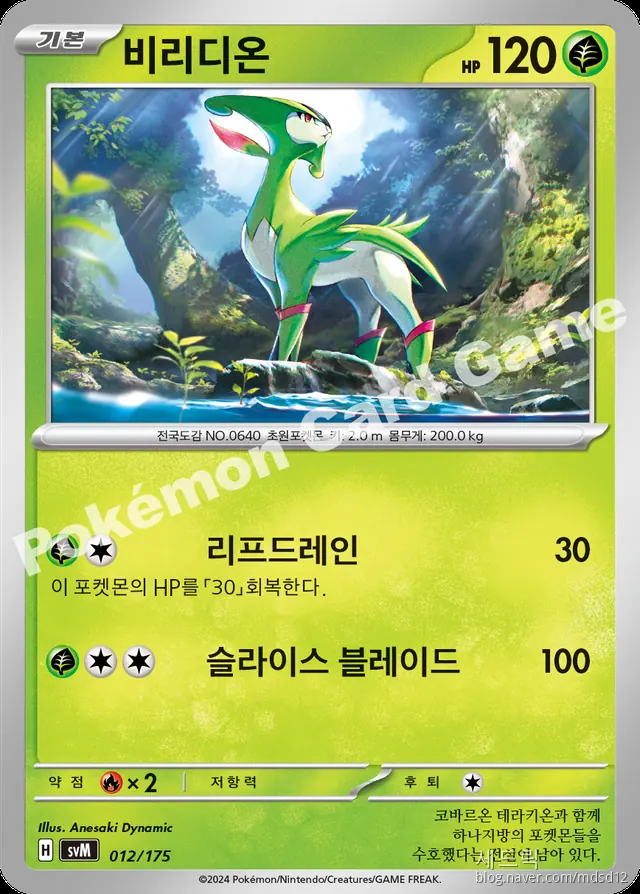 기본
비리디온
HP 120
전국도감 NO.0640 초원포켓몬 키: 2.0 m 몸무게: 200.0 kg
Pokémon Card Game
리프드레인 30
이 포켓몬의 HP를 「30」 회복한다.
슬라이스 블레이드 100
약점 ×2 저항력 후퇴
Illus. Anesaki Dynamic
H svM 012/175
코바르온 테라키온과 함께
하나지방의 포켓몬들을
수호했다는 전설이 남아 있다.
©2024 Pokémon/Nintendo/Creatures/GAME FREAK.
blog.naver.com/mdsd12